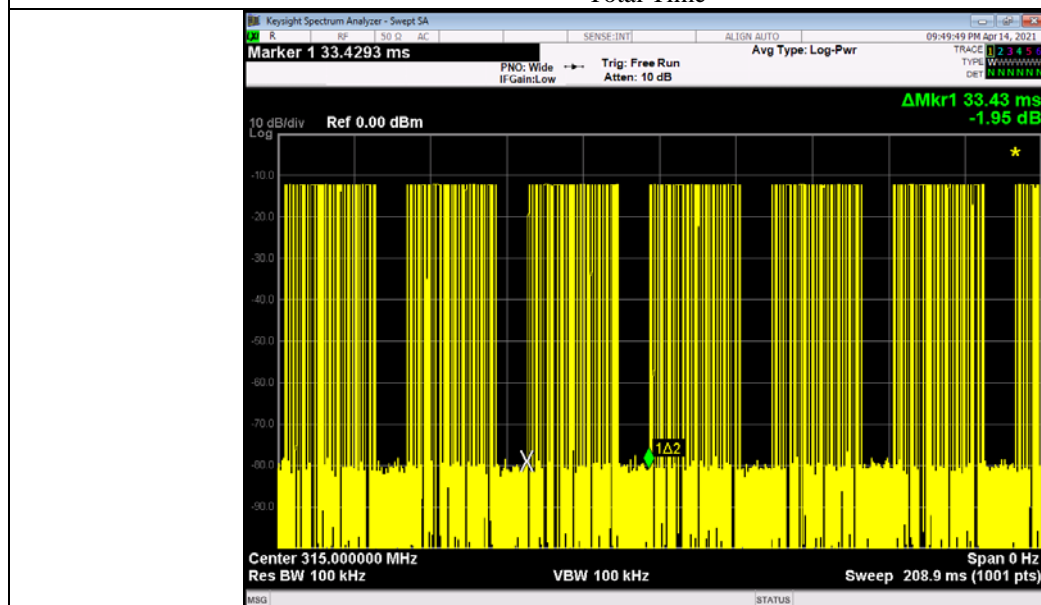 Total Time
Keysight Spectrum Analyzer - Swept SA
R RF 50 Ω AC SENSE:INT ALIGN AUTO 09:49:49 PM Apr 14, 2021
Marker 1 33.4293 ms Avg Type: Log-Pwr TRACE 1 2 3 4 5 6
PNO: Wide Trig: Free Run TYPE WWWWWW
IFGain:Low Atten: 10 dB DET N N N N N N
ΔMkr1 33.43 ms
10 dB/div Ref 0.00 dBm -1.95 dB
Log
-10.0
-20.0
-30.0
-40.0
-50.0
-60.0
-70.0
1Δ2
-80.0
-90.0
Center 315.000000 MHz Span 0 Hz
Res BW 100 kHz VBW 100 kHz Sweep 208.9 ms (1001 pts)
MSG STATUS